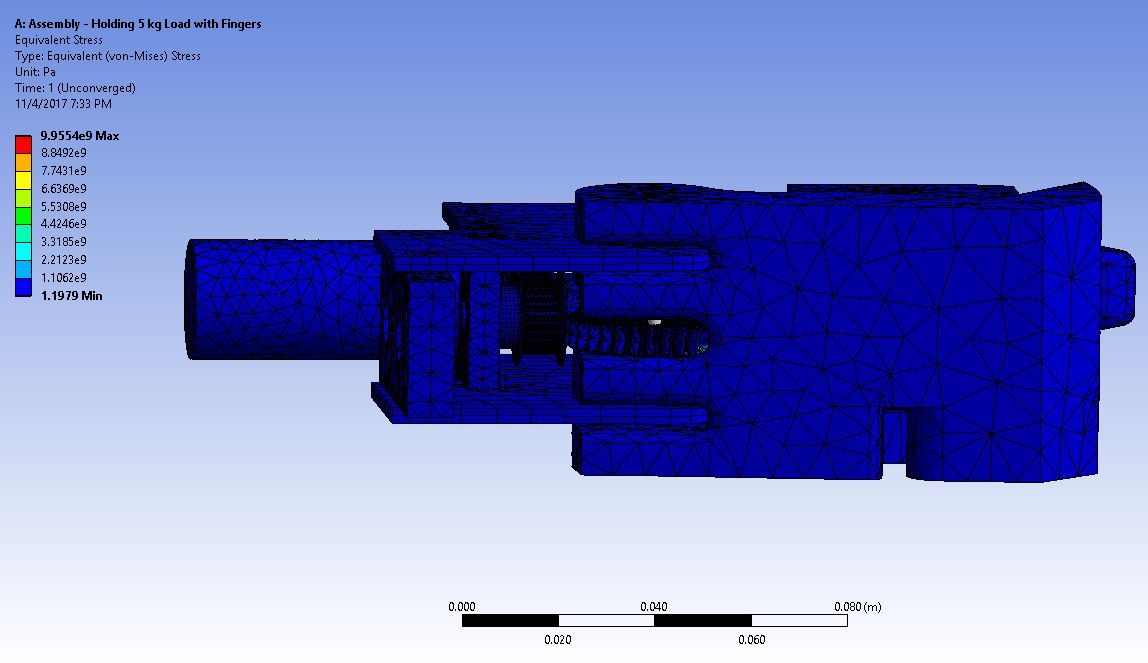 A: Assembly - Holding 5 kg Load with Fingers
Equivalent Stress
Type: Equivalent (von-Mises) Stress
Unit: Pa
Time: 1 (Unconverged)
11/4/2017 7:33 PM
9.9554e9 Max
8.8492e9
7.7431e9
6.6369e9
5.5308e9
4.4246e9
3.3185e9
2.2123e9
1.1062e9
1.1979 Min
0.000 0.040 0.080 (m)
0.020 0.060